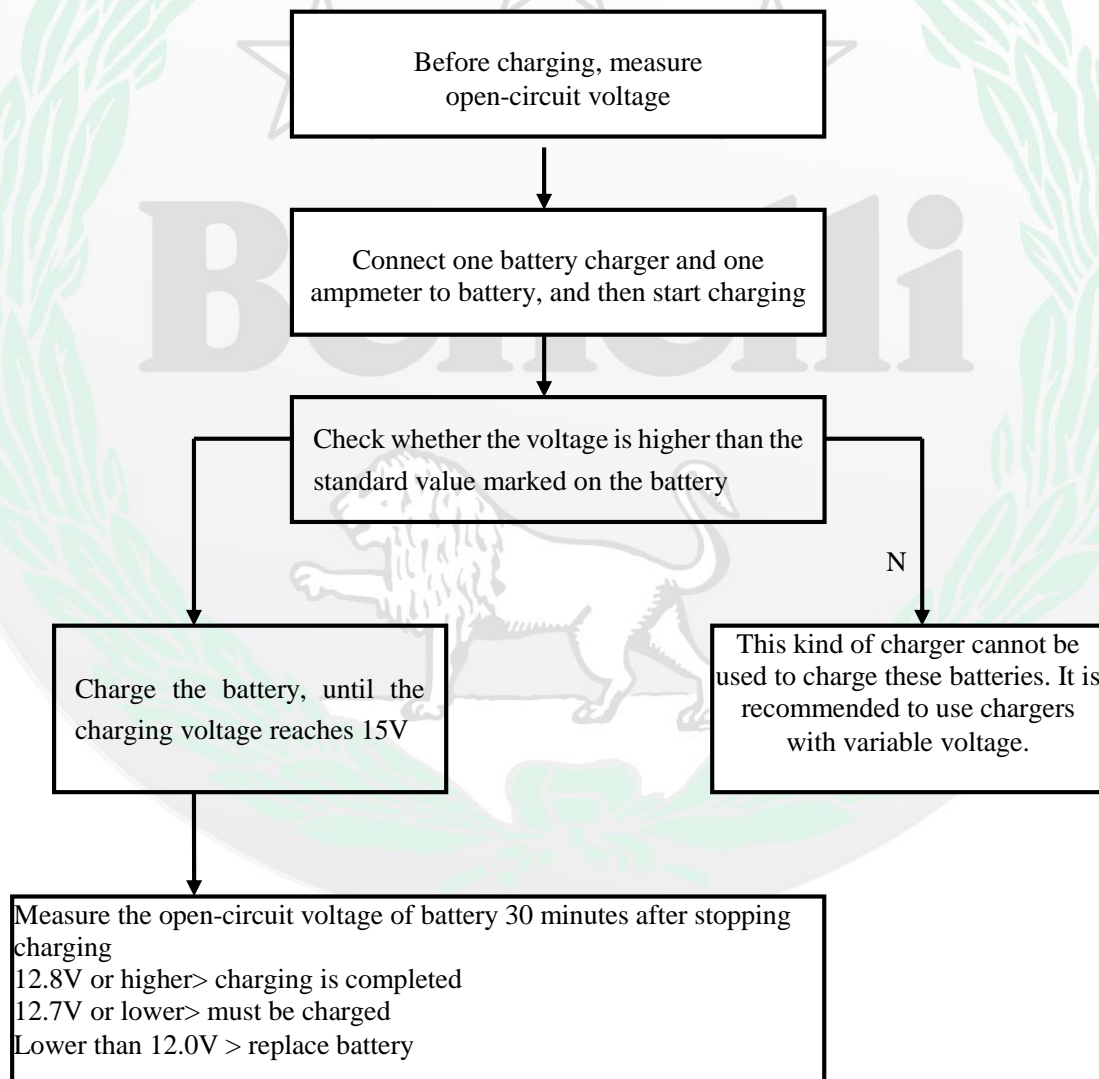 Before charging, measure
open-circuit voltage
Benelli
Connect one battery charger and one
ampmeter to battery, and then start charging
Check whether the voltage is higher than the
standard value marked on the battery
N
Charge the battery, until the
charging voltage reaches 15V
This kind of charger cannot be
used to charge these batteries. It is
recommended to use chargers
with variable voltage.
Measure the open-circuit voltage of battery 30 minutes after stopping
charging
12.8V or higher> charging is completed
12.7V or lower> must be charged
Lower than 12.0V > replace battery